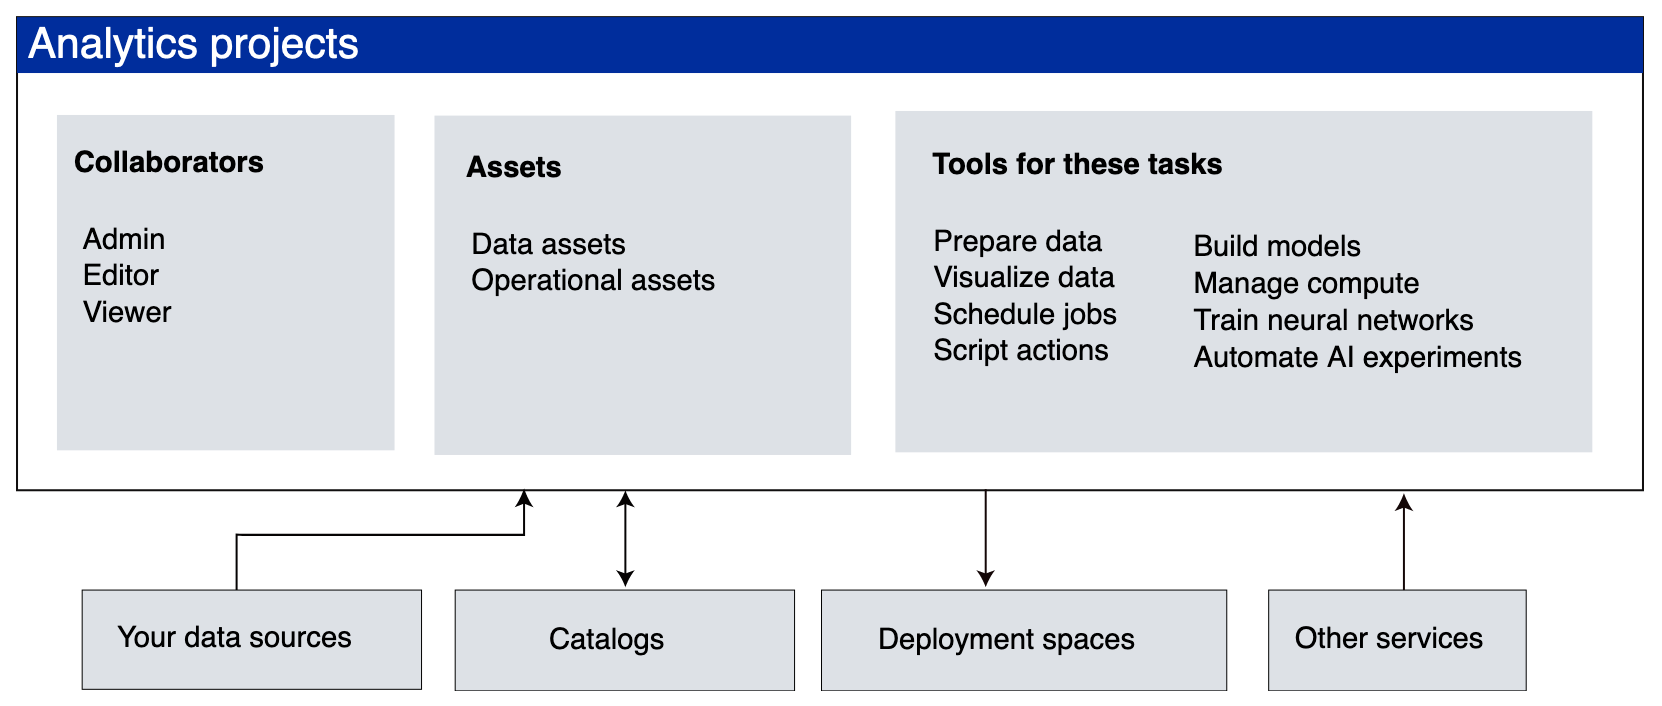 Analytics projects
Collaborators
Admin
Editor
Viewer
Assets
Data assets
Operational assets
Tools for these tasks
Prepare data
Visualize data
Schedule jobs
Script actions
Build models
Manage compute
Train neural networks
Automate AI experiments
Your data sources
Catalogs
Deployment spaces
Other services